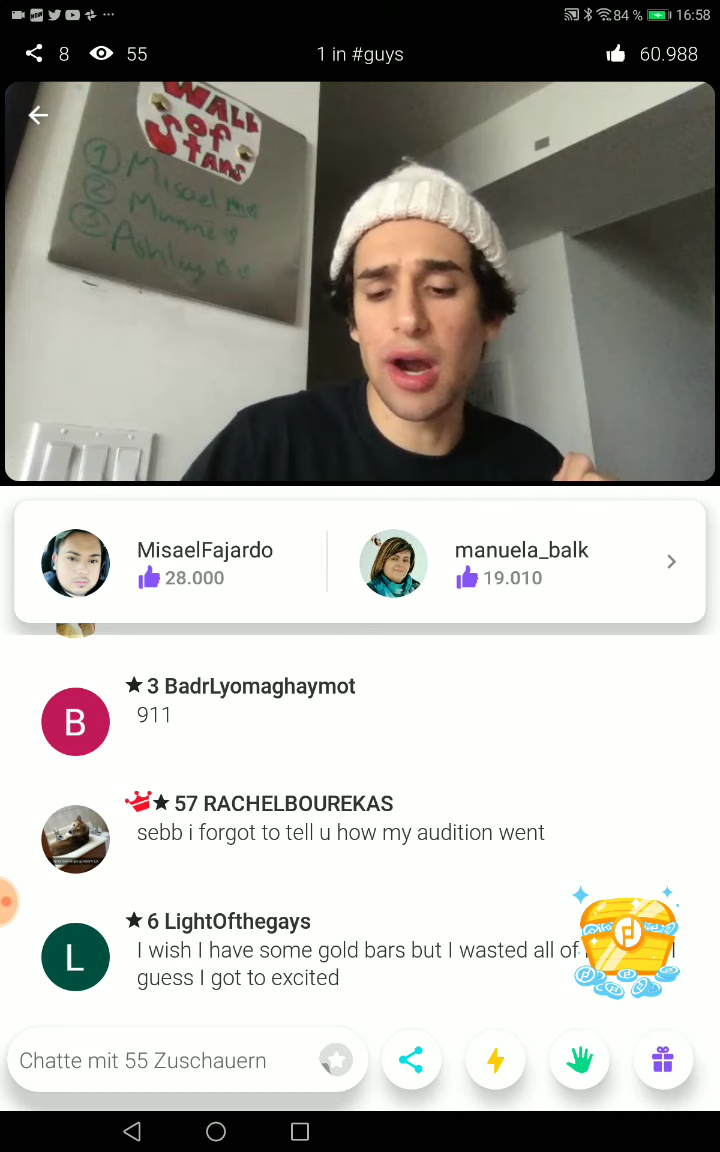 84 % 16:58
8 55 1 in #guys 60.988
WALL
of
Stans
1 Misael
2
3 Ashley
MisaelFajardo manuela_balk
28.000 19.010
3 BadrLyomaghaymot
B
911
57 RACHELBOUREKAS
sebb i forgot to tell u how my audition went
6 LightOfthegays
L
I wish I have some gold bars but I wasted all of I
guess I got to excited
Chatte mit 55 Zuschauern